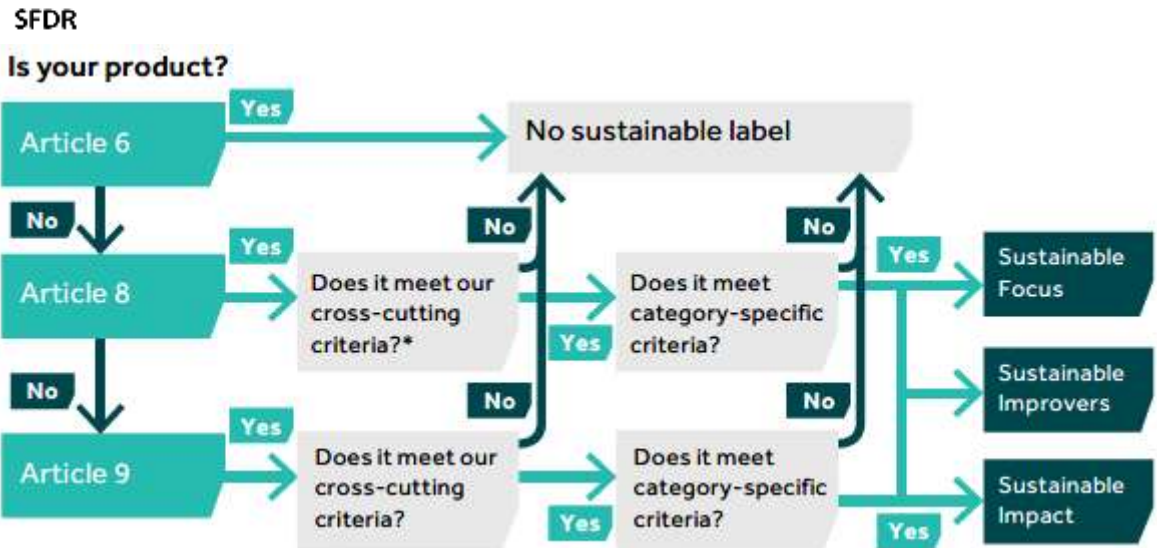 SFDR
Is your product?
Yes
Article 6
No sustainable label
No
Yes
No
No
Yes
Article 8
Does it meet our
cross-cutting
criteria?*
Yes
Does it meet
category-specific
criteria?
Sustainable
Focus
No
No
No
Sustainable
Improvers
Yes
Article 9
Does it meet our
cross-cutting
criteria?
Yes
Does it meet
category-specific
criteria?
Yes
Sustainable
Impact